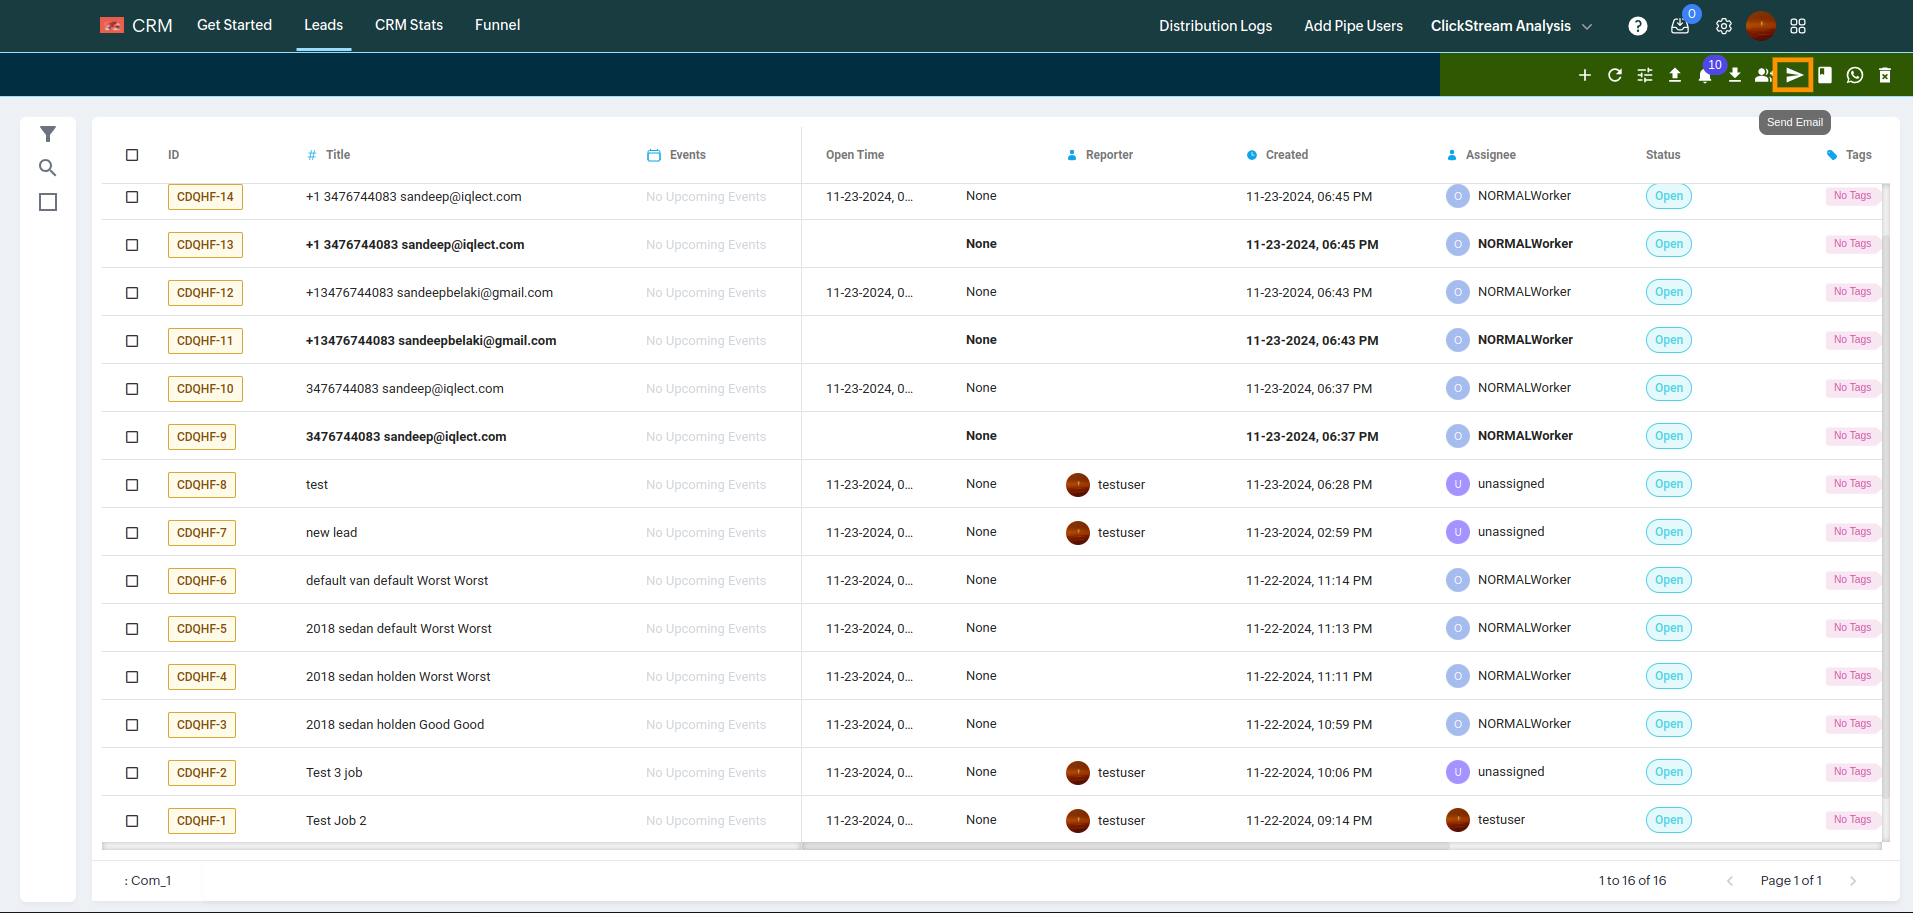 CRM Get Started Leads CRM Stats Funnel Distribution Logs Add Pipe Users ClickStream Analysis ? 0
10
Send Email
ID # Title Events Open Time Reporter Created Assignee Status Tags
CDQHF-14 +1 3476744083 sandeep@iqlect.com No Upcoming Events 11-23-2024, 0... None 11-23-2024, 06:45 PM O NORMALWorker Open No Tags
CDQHF-13 +1 3476744083 sandeep@iqlect.com No Upcoming Events None 11-23-2024, 06:45 PM O NORMALWorker Open No Tags
CDQHF-12 +13476744083 sandeepbelaki@gmail.com No Upcoming Events 11-23-2024, 0... None 11-23-2024, 06:43 PM O NORMALWorker Open No Tags
CDQHF-11 +13476744083 sandeepbelaki@gmail.com No Upcoming Events None 11-23-2024, 06:43 PM O NORMALWorker Open No Tags
CDQHF-10 3476744083 sandeep@iqlect.com No Upcoming Events 11-23-2024, 0... None 11-23-2024, 06:37 PM O NORMALWorker Open No Tags
CDQHF-9 3476744083 sandeep@iqlect.com No Upcoming Events None 11-23-2024, 06:37 PM O NORMALWorker Open No Tags
CDQHF-8 test No Upcoming Events 11-23-2024, 0... None testuser 11-23-2024, 06:28 PM U unassigned Open No Tags
CDQHF-7 new lead No Upcoming Events 11-23-2024, 0... None testuser 11-23-2024, 02:59 PM U unassigned Open No Tags
CDQHF-6 default van default Worst Worst No Upcoming Events 11-23-2024, 0... None 11-22-2024, 11:14 PM O NORMALWorker Open No Tags
CDQHF-5 2018 sedan default Worst Worst No Upcoming Events 11-23-2024, 0... None 11-22-2024, 11:13 PM O NORMALWorker Open No Tags
CDQHF-4 2018 sedan holden Worst Worst No Upcoming Events 11-23-2024, 0... None 11-22-2024, 11:11 PM O NORMALWorker Open No Tags
CDQHF-3 2018 sedan holden Good Good No Upcoming Events 11-23-2024, 0... None 11-22-2024, 10:59 PM O NORMALWorker Open No Tags
CDQHF-2 Test 3 job No Upcoming Events 11-23-2024, 0... None testuser 11-22-2024, 10:06 PM U unassigned Open No Tags
CDQHF-1 Test Job 2 No Upcoming Events 11-23-2024, 0... None testuser 11-22-2024, 09:14 PM testuser Open No Tags
: Com_1 1 to 16 of 16 Page 1 of 1